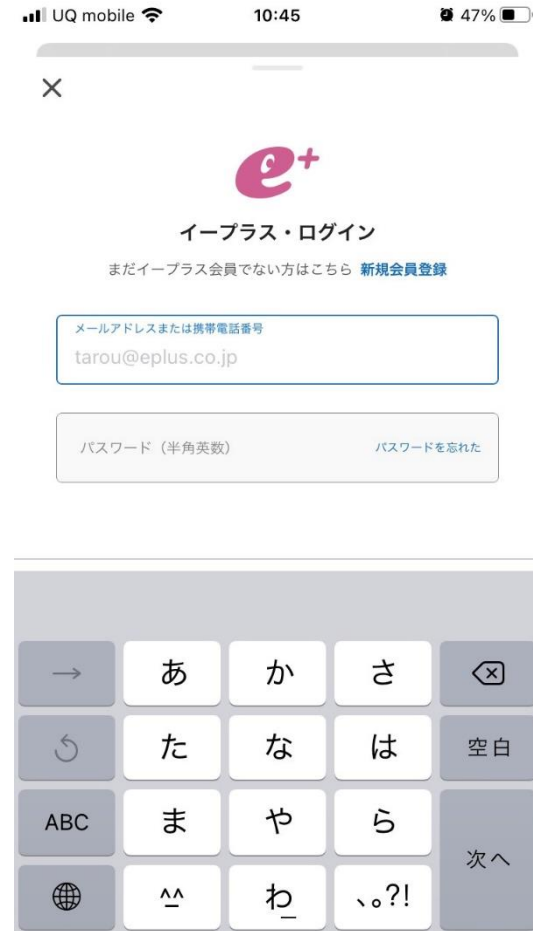 UQ mobile 10:45 47%
e+
イープラス・ログイン
まだイープラス会員でない方はこちら 新規会員登録
メールアドレスまたは携帯電話番号
tarou@eplus.co.jp
パスワード（半角英数） パスワードを忘れた
→ あ か さ
た な は 空白
ABC ま や ら
次へ
^^ わ 、。?!